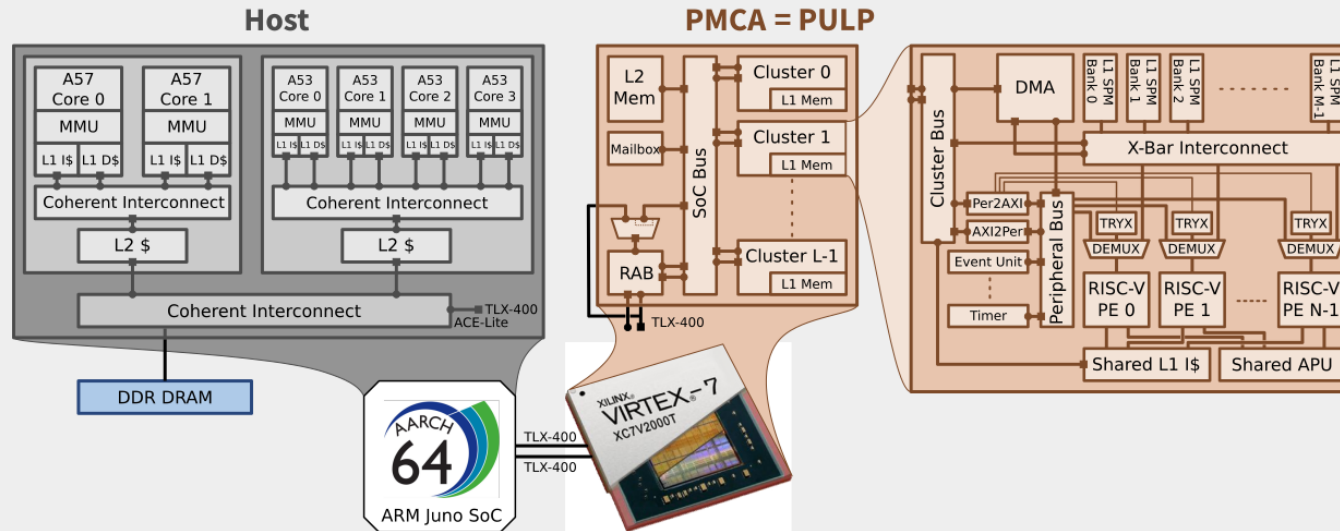 Host
A57
Core 0
MMU
L1 I$ L1 D$
A57
Core 1
MMU
L1 I$ L1 D$
Coherent Interconnect
L2 $
A53
Core 0
MMU
L1 I$ L1 D$
A53
Core 1
MMU
L1 I$ L1 D$
A53
Core 2
MMU
L1 I$ L1 D$
A53
Core 3
MMU
L1 I$ L1 D$
Coherent Interconnect
L2 $
Coherent Interconnect
TLX-400
ACE-Lite
DDR DRAM
AARCH
64
ARM Juno SoC
TLX-400
TLX-400
PMCA = PULP
L2
Mem
Mailbox
RAB
SoC Bus
Cluster 0
L1 Mem
Cluster 1
L1 Mem
Cluster L-1
L1 Mem
TLX-400
XILINX®
VIRTEX®-7
XC7V2000T
Cluster Bus
DMA
L1 SPM
Bank 0
L1 SPM
Bank 1
L1 SPM
Bank 2
L1 SPM
Bank M-1
X-Bar Interconnect
Per2AXI
AXI2Per
Event Unit
Timer
Peripheral Bus
TRYX
DEMUX
RISC-V
PE 0
TRYX
DEMUX
RISC-V
PE 1
TRYX
DEMUX
RISC-V
PE N-1
Shared L1 I$
Shared APU